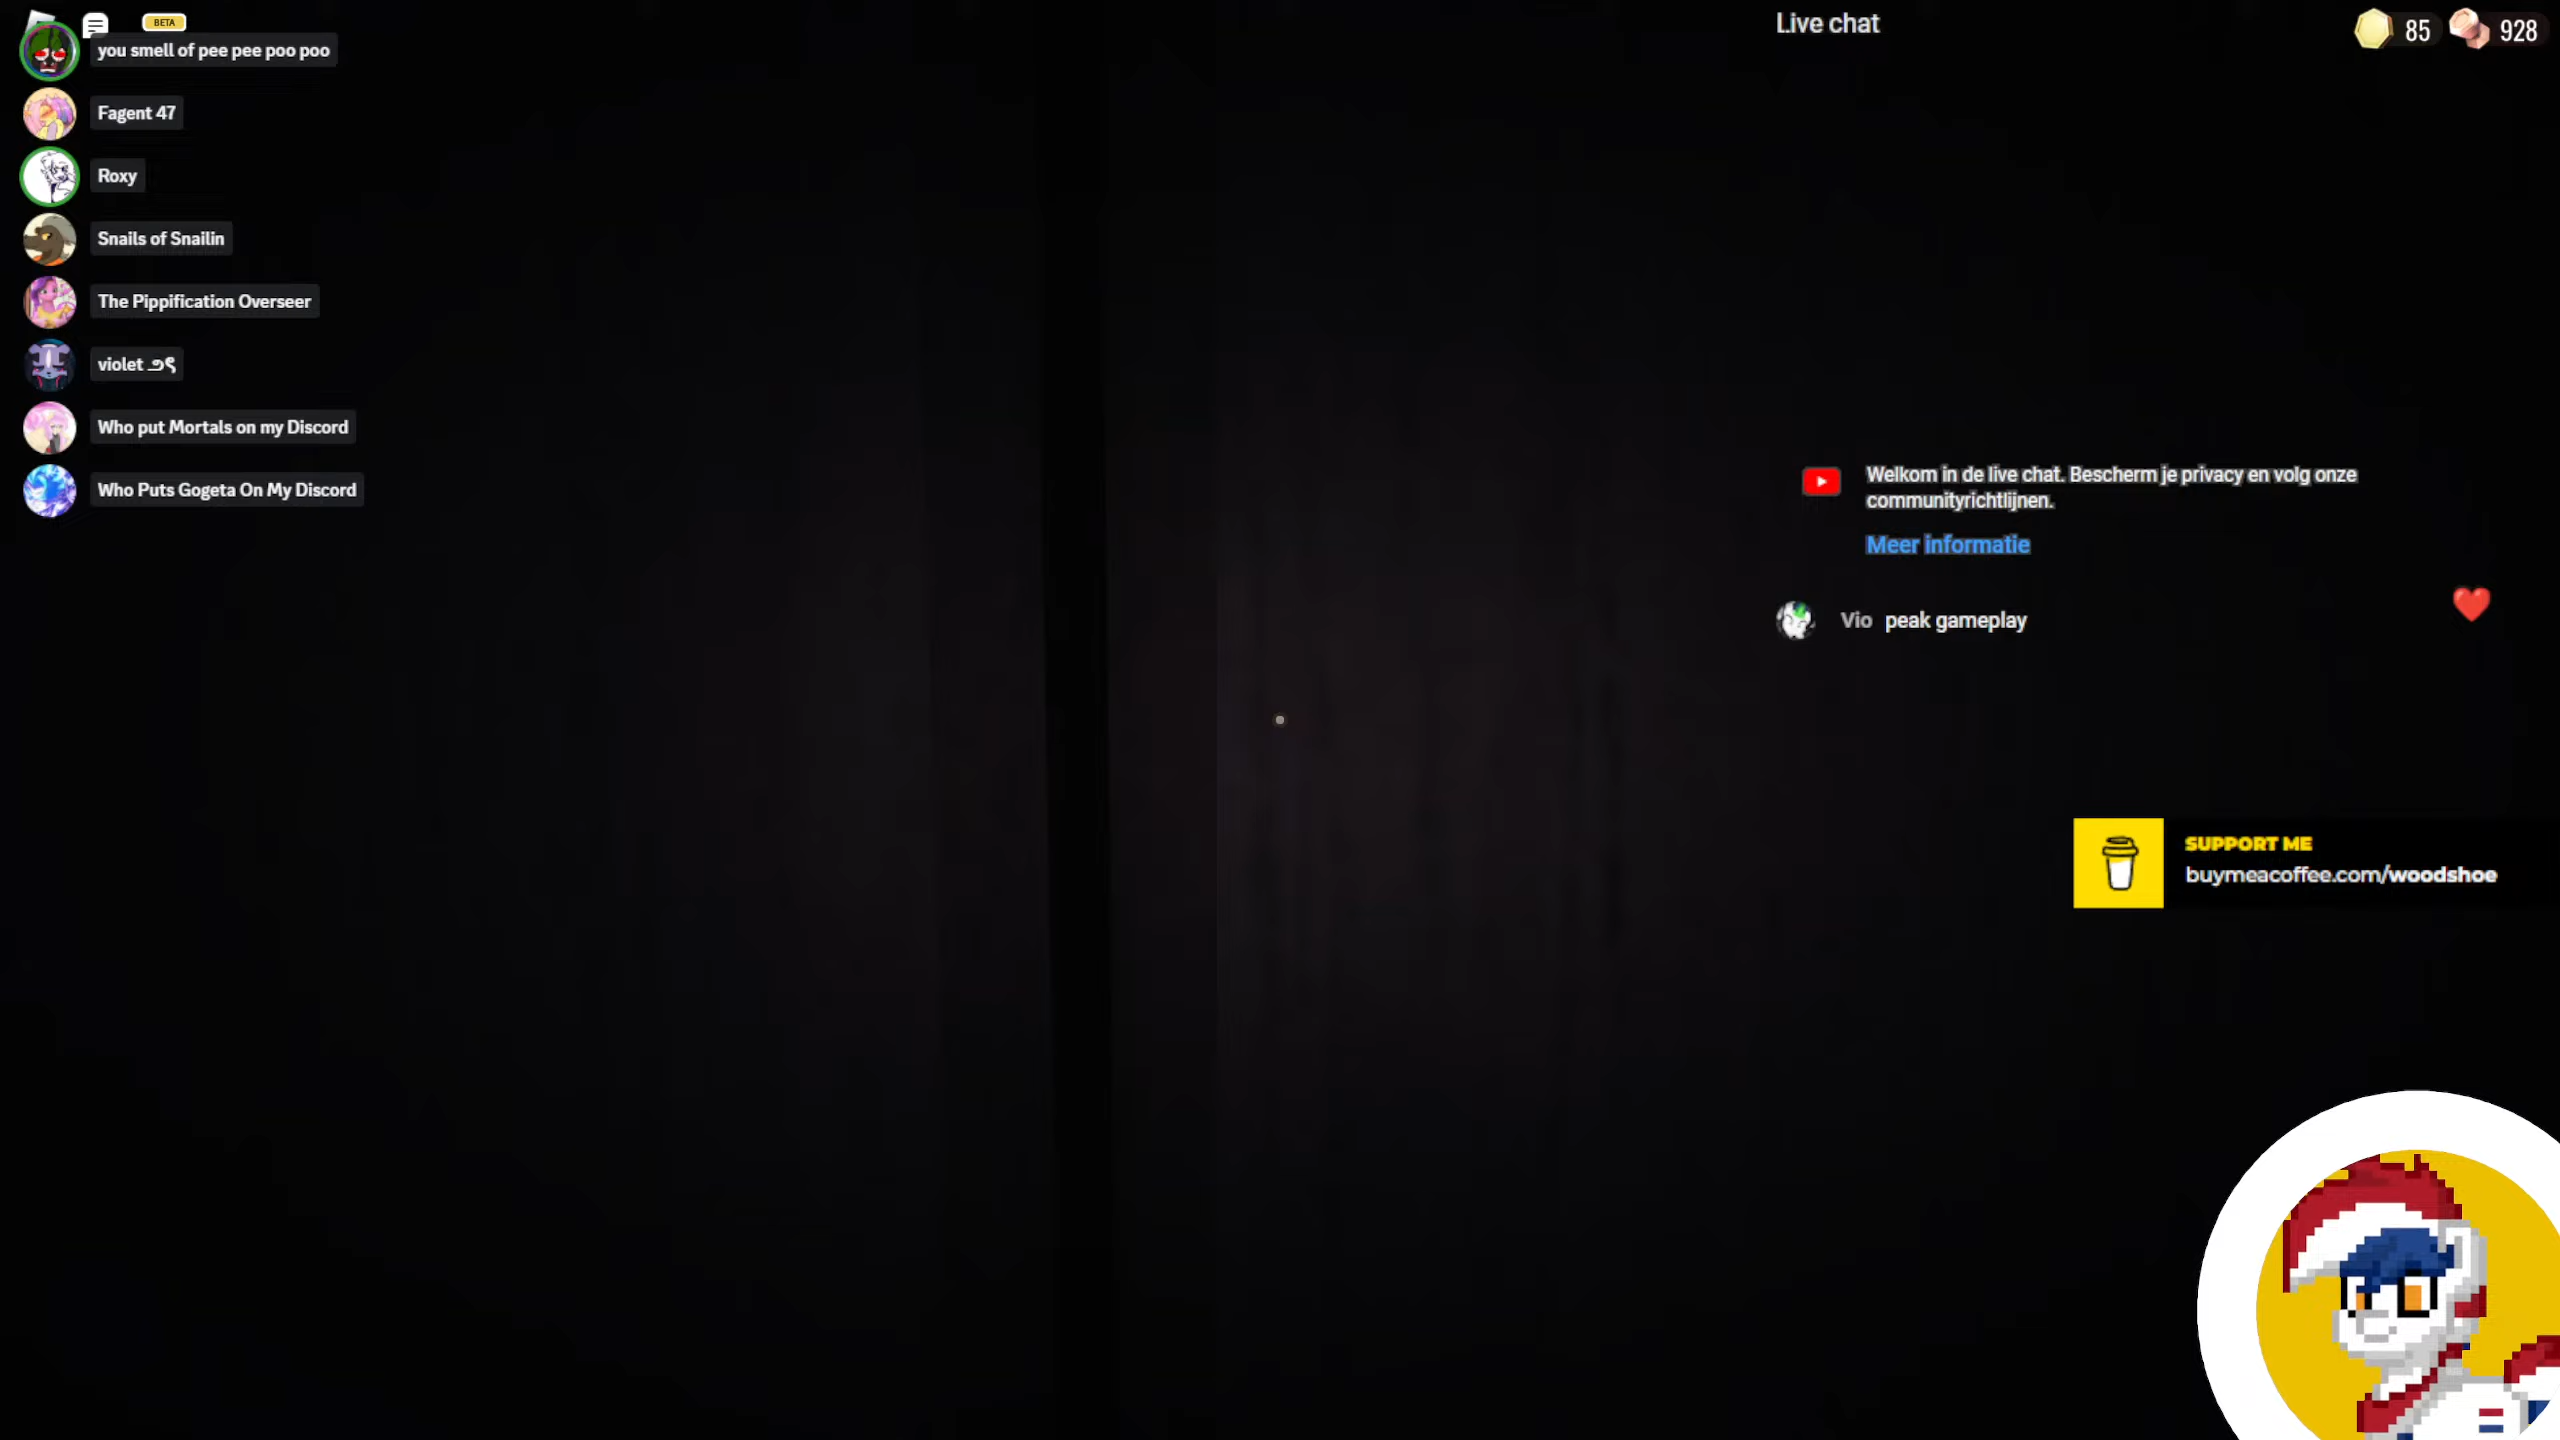 BETA
you smell of pee pee poo poo
Fagent 47
Roxy
Snails of Snailin
The Pippification Overseer
violet ୨ৎ
Who put Mortals on my Discord
Who Puts Gogeta On My Discord
Live chat
85 928
Welkom in de live chat. Bescherm je privacy en volg onze
communityrichtlijnen.
Meer informatie
Vio peak gameplay
SUPPORT ME
buymeacoffee.com/woodshoe